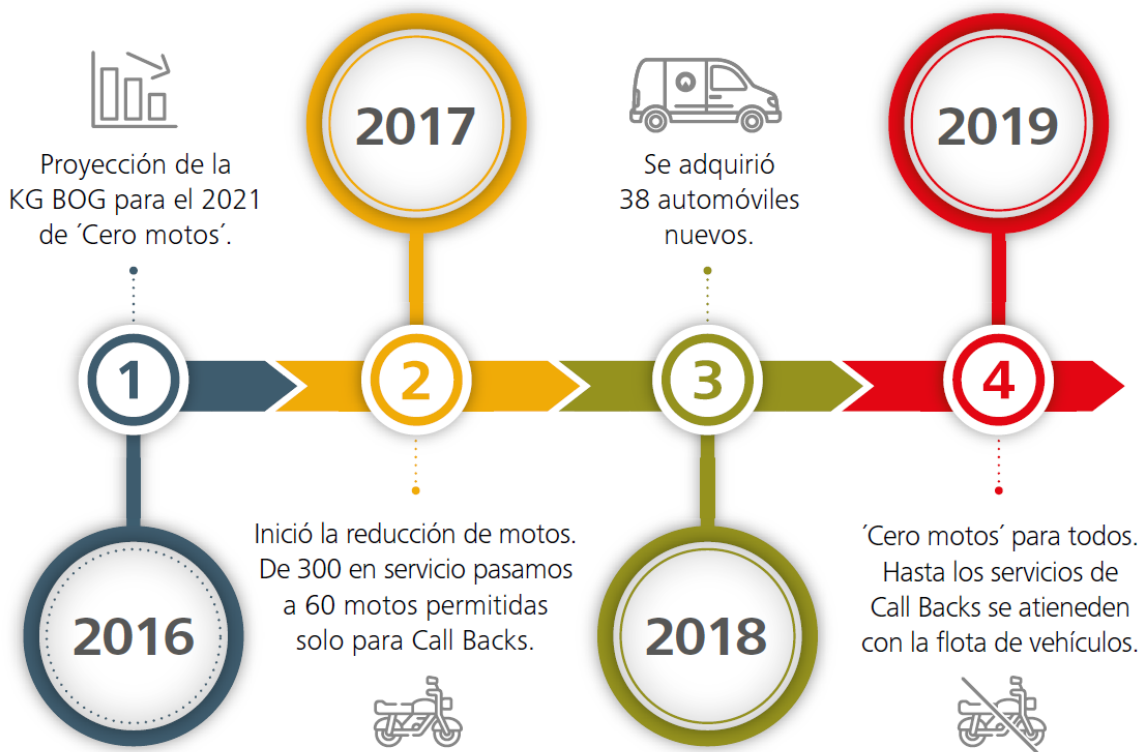 Proyección de la
KG BOG para el 2021
de ´Cero motos´.
1
2016
2017
2
Inició la reducción de motos.
De 300 en servicio pasamos
a 60 motos permitidas
solo para Call Backs.
Se adquirió
38 automóviles
nuevos.
3
2018
2019
4
´Cero motos´ para todos.
Hasta los servicios de
Call Backs se atieneden
con la flota de vehículos.